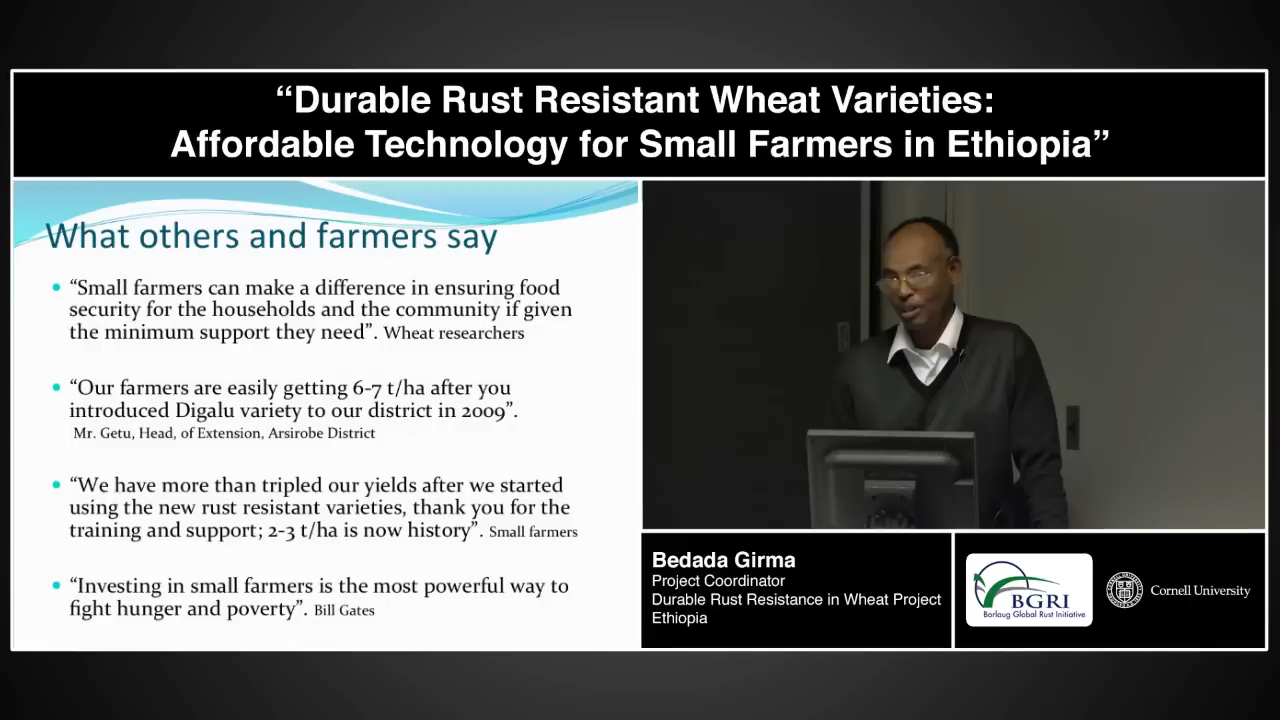 “Durable Rust Resistant Wheat Varieties:
Affordable Technology for Small Farmers in Ethiopia”
What others and farmers say
• “Small farmers can make a difference in ensuring food
security for the households and the community if given
the minimum support they need”. Wheat researchers
• “Our farmers are easily getting 6-7 t/ha after you
introduced Digalu variety to our district in 2009”.
Mr. Getu, Head, of Extension, Arsirobe District
• “We have more than tripled our yields after we started
using the new rust resistant varieties, thank you for the
training and support; 2-3 t/ha is now history”. Small farmers
• “Investing in small farmers is the most powerful way to
fight hunger and poverty”. Bill Gates
Bedada Girma
Project Coordinator
Durable Rust Resistance in Wheat Project
Ethiopia
BGRI
Borloug Global Rust Initiative
Cornell University